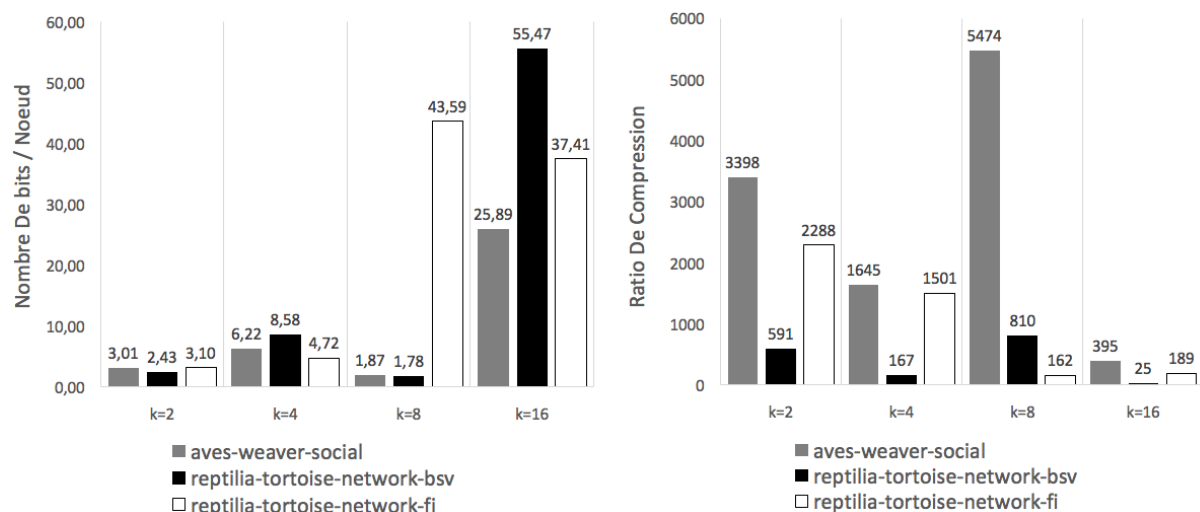 Nombre De bits / Noeud
60,00
50,00
40,00
30,00
20,00
10,00
0,00
3,01
2,43
3,10
6,22
8,58
4,72
1,87
1,78
43,59
25,89
55,47
37,41
k=2
k=4
k=8
k=16
aves-weaver-social
reptilia-tortoise-network-bsv
reptilia-tortoise-network-fi
Ratio De Compression
6000
5000
4000
3000
2000
1000
0
3398
591
2288
1645
167
1501
5474
810
162
395
25
189
k=2
k=4
k=8
k=16
aves-weaver-social
reptilia-tortoise-network-bsv
reptilia-tortoise-network-fi